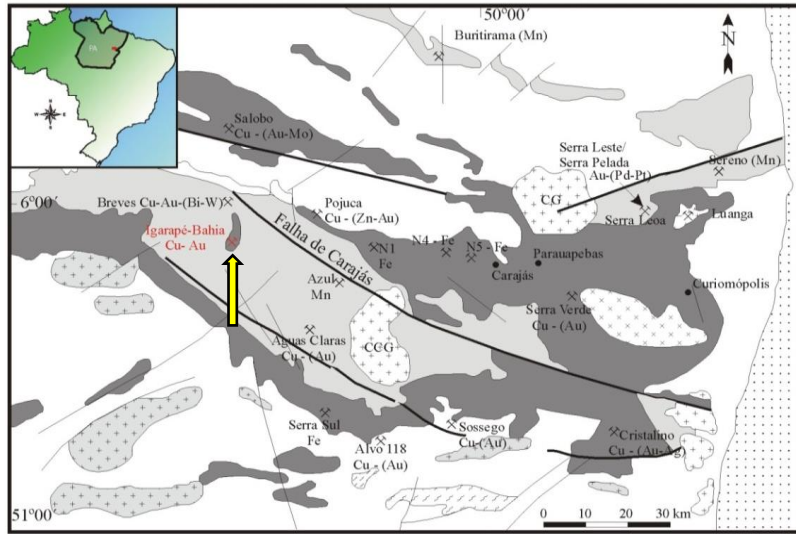 50°00′
PA
N
Buritirama (Mn)
Salobo
Cu - (Au-Mo)
Serra Leste/
Serra Pelada
Au-(Pd-Pt)
Sereno (Mn)
6°00′
Breves Cu-Au-(Bi-W)
Pojuca
Cu - (Zn-Au)
CG
Serra Leoa
Luanga
Igarapé-Bahia
Cu- Au
Falha de Carajás
N1
Fe
N4 - Fe
N5 - Fe
Parauapebas
Carajás
Azul
Mn
Curiomópolis
Serra Verde
Cu - (Au)
Águas Claras
Cu - (Au)
CCG
Serra Sul
Fe
Sossego
Cu-(Au)
Alvo 118
Cu - (Au)
Cristalino
Cu - (Au-Ag)
51°00′
0 10 20 30 km